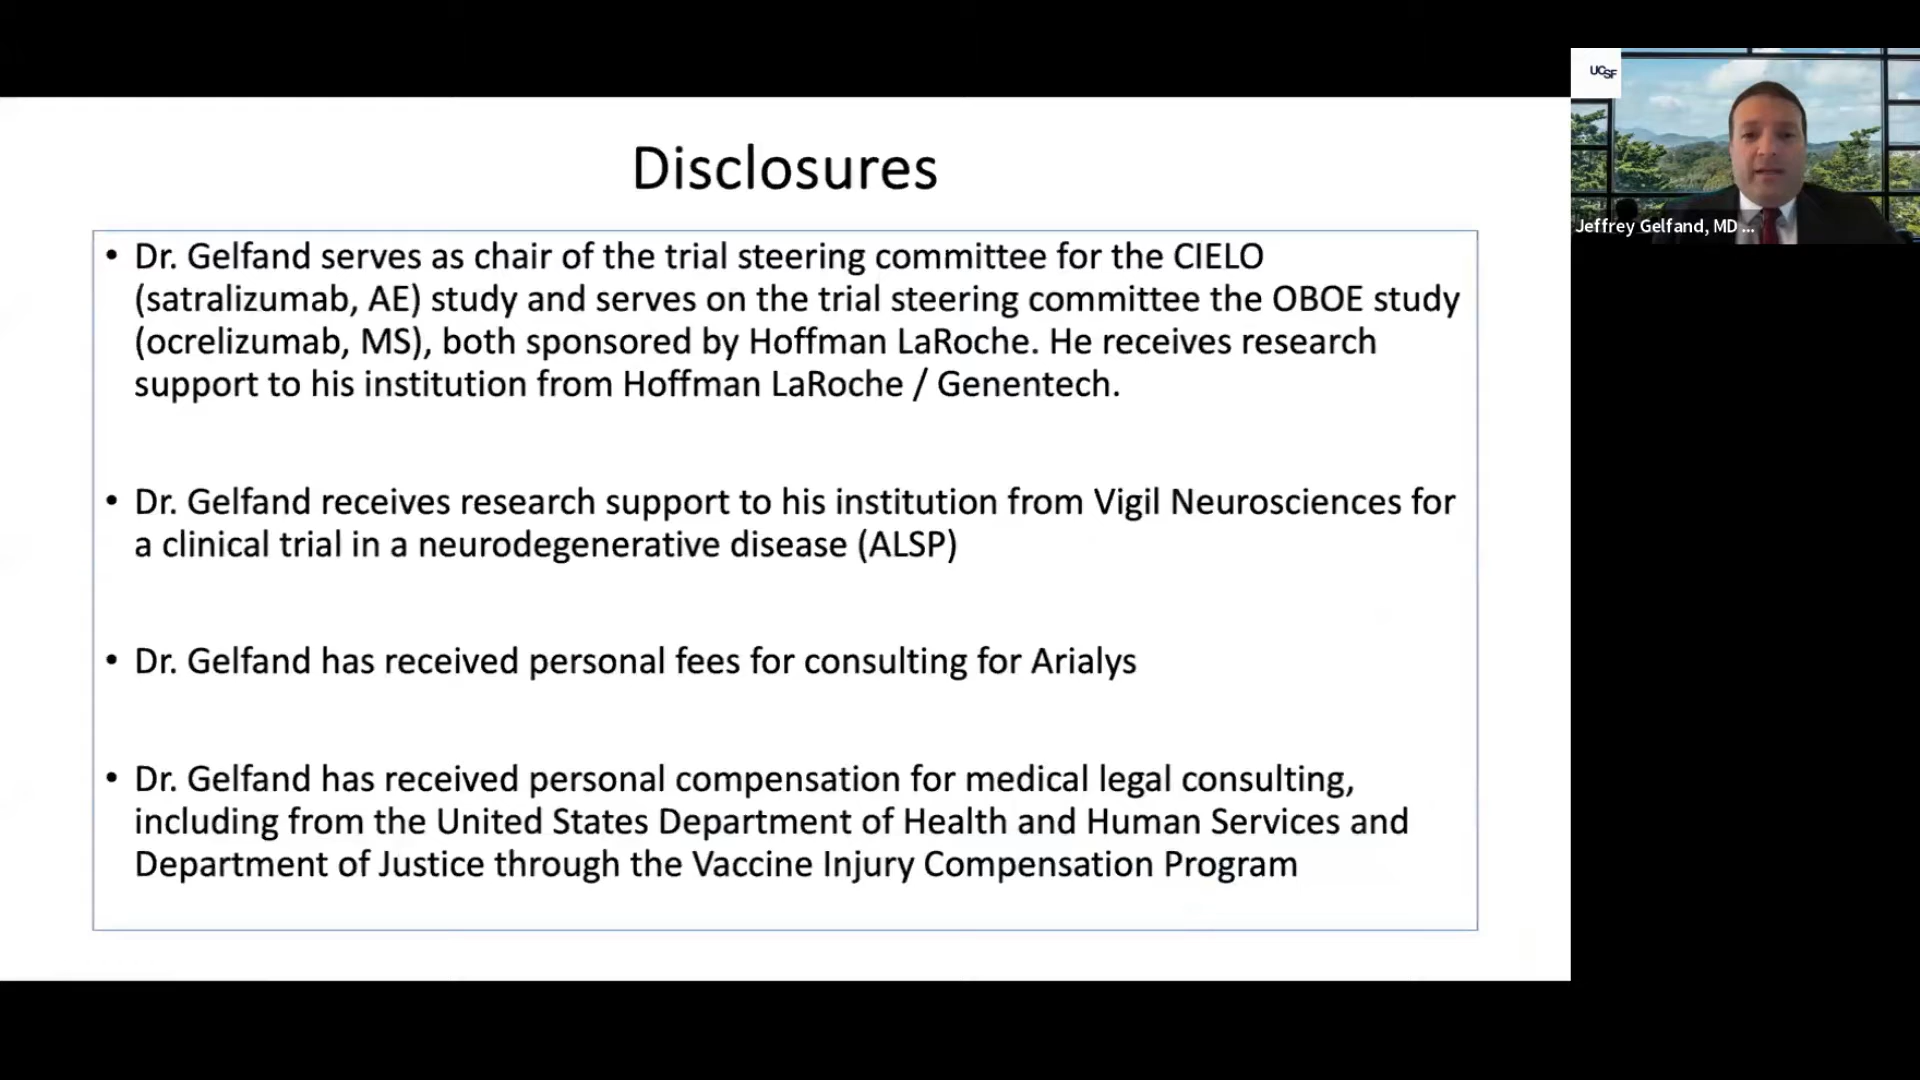 Disclosures
• Dr. Gelfand serves as chair of the trial steering committee for the CIELO
(satralizumab, AE) study and serves on the trial steering committee the OBOE study
(ocrelizumab, MS), both sponsored by Hoffman LaRoche. He receives research
support to his institution from Hoffman LaRoche / Genentech.
• Dr. Gelfand receives research support to his institution from Vigil Neurosciences for
a clinical trial in a neurodegenerative disease (ALSP)
• Dr. Gelfand has received personal fees for consulting for Arialys
• Dr. Gelfand has received personal compensation for medical legal consulting,
including from the United States Department of Health and Human Services and
Department of Justice through the Vaccine Injury Compensation Program
UCSF
Jeffrey Gelfand, MD ...